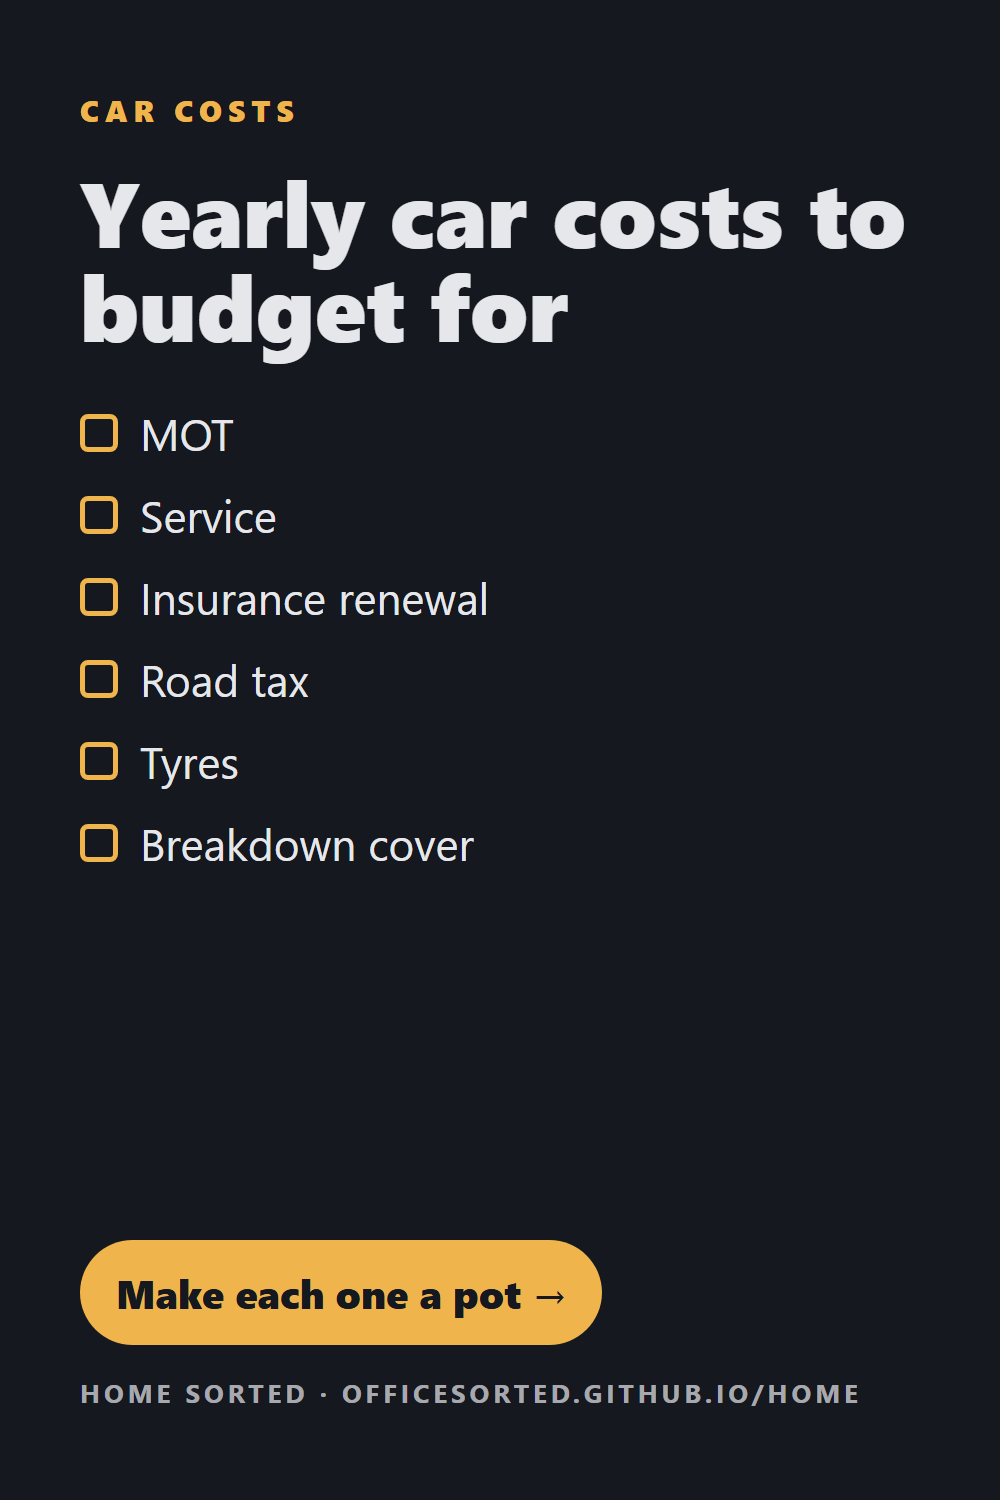 CAR COSTS
Yearly car costs to
budget for
MOT
Service
Insurance renewal
Road tax
Tyres
Breakdown cover
Make each one a pot →
HOME SORTED · OFFICESORTED.GITHUB.IO/HOME